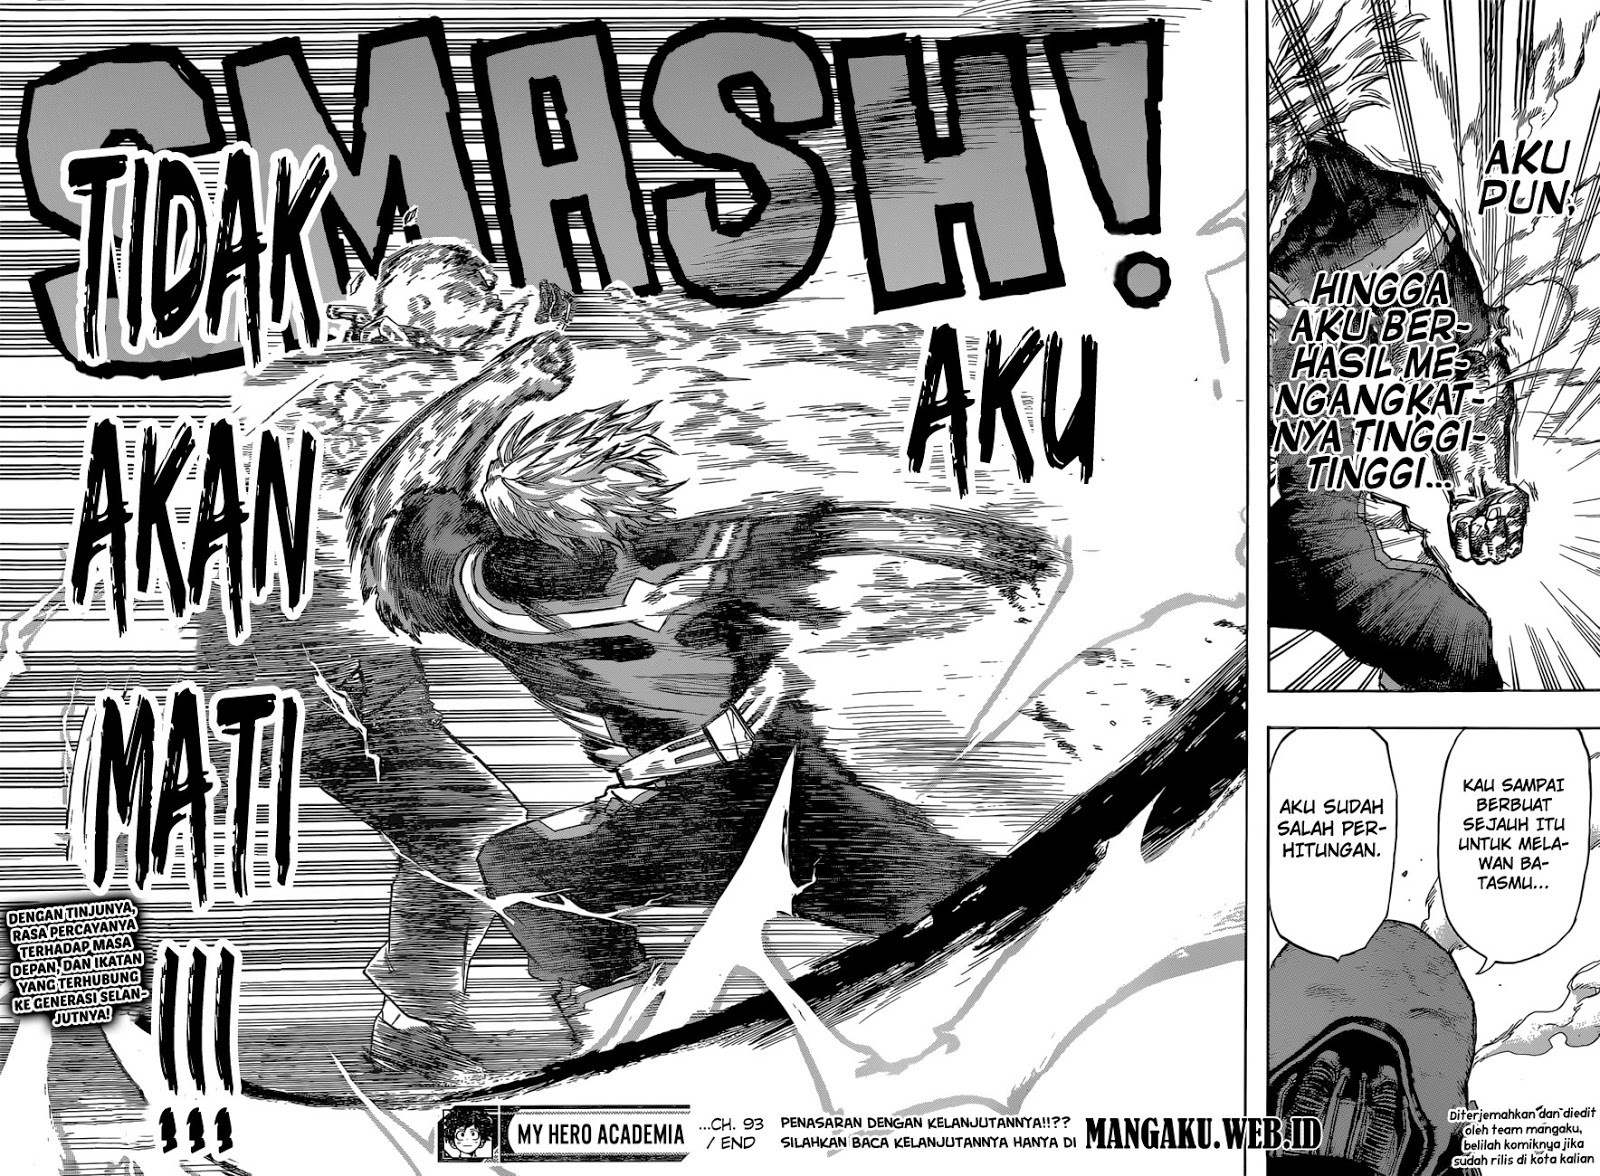 AKU
PUN,
HINGGA
AKU BER-
HASIL ME-
NGANGKAT-
NYA TINGGI-
TINGGI...
KAU SAMPAI
BERBUAT
SEJAUH ITU
UNTUK MELA-
WAN BA-
TASMU...
AKU SUDAH
SALAH PER-
HITUNGAN.
SMASH!
AKU
TIDAK
AKAN
MATI
!!!
DENGAN TINJUNYA,
RASA PERCAYANYA
TERHADAP MASA
DEPAN, DAN IKATAN
YANG TERHUBUNG
KE GENERASI SELAN-
JUTNYA!
MY HERO ACADEMIA
...CH. 93
/ END
PENASARAN DENGAN KELANJUTANNYA!!??
SILAHKAN BACA KELANJUTANNYA HANYA DI
MANGAKU.WEB.ID
Diterjemahkan dan diedit
oleh team mangaku,
belilah komiknya jika
sudah rilis di kota kalian